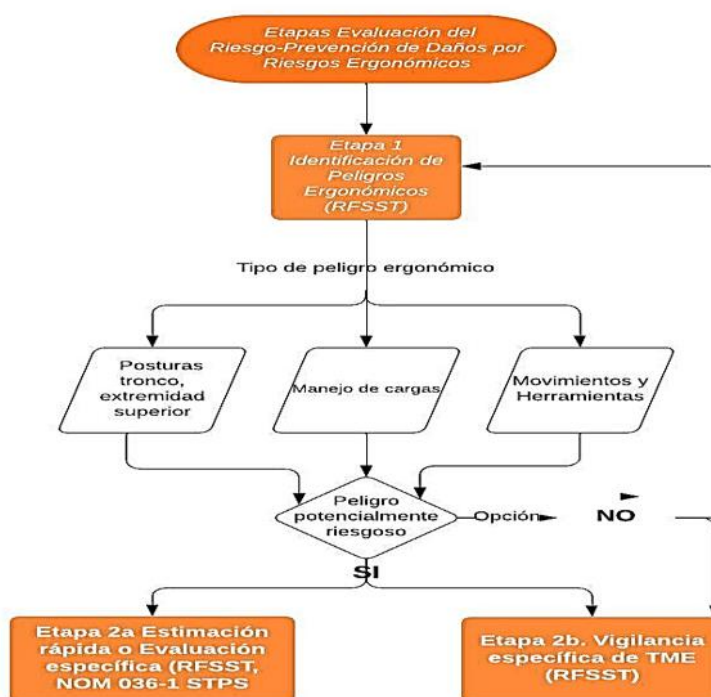 Etapas Evaluación del
Riesgo-Prevención de Daños por
Riesgos Ergonómicos
Etapa 1
Identificación de
Peligros
Ergonómicos
(RFSST)
Tipo de peligro ergonómico
Posturas
tronco,
extremidad
superior
Manejo de cargas
Movimientos y
Herramientas
Peligro
potencialmente
riesgoso
Opción
NO
SI
Etapa 2a Estimación
rápida o Evaluación
específica (RFSST,
NOM 036-1 STPS
Etapa 2b. Vigilancia
específica de TME
(RFSST)